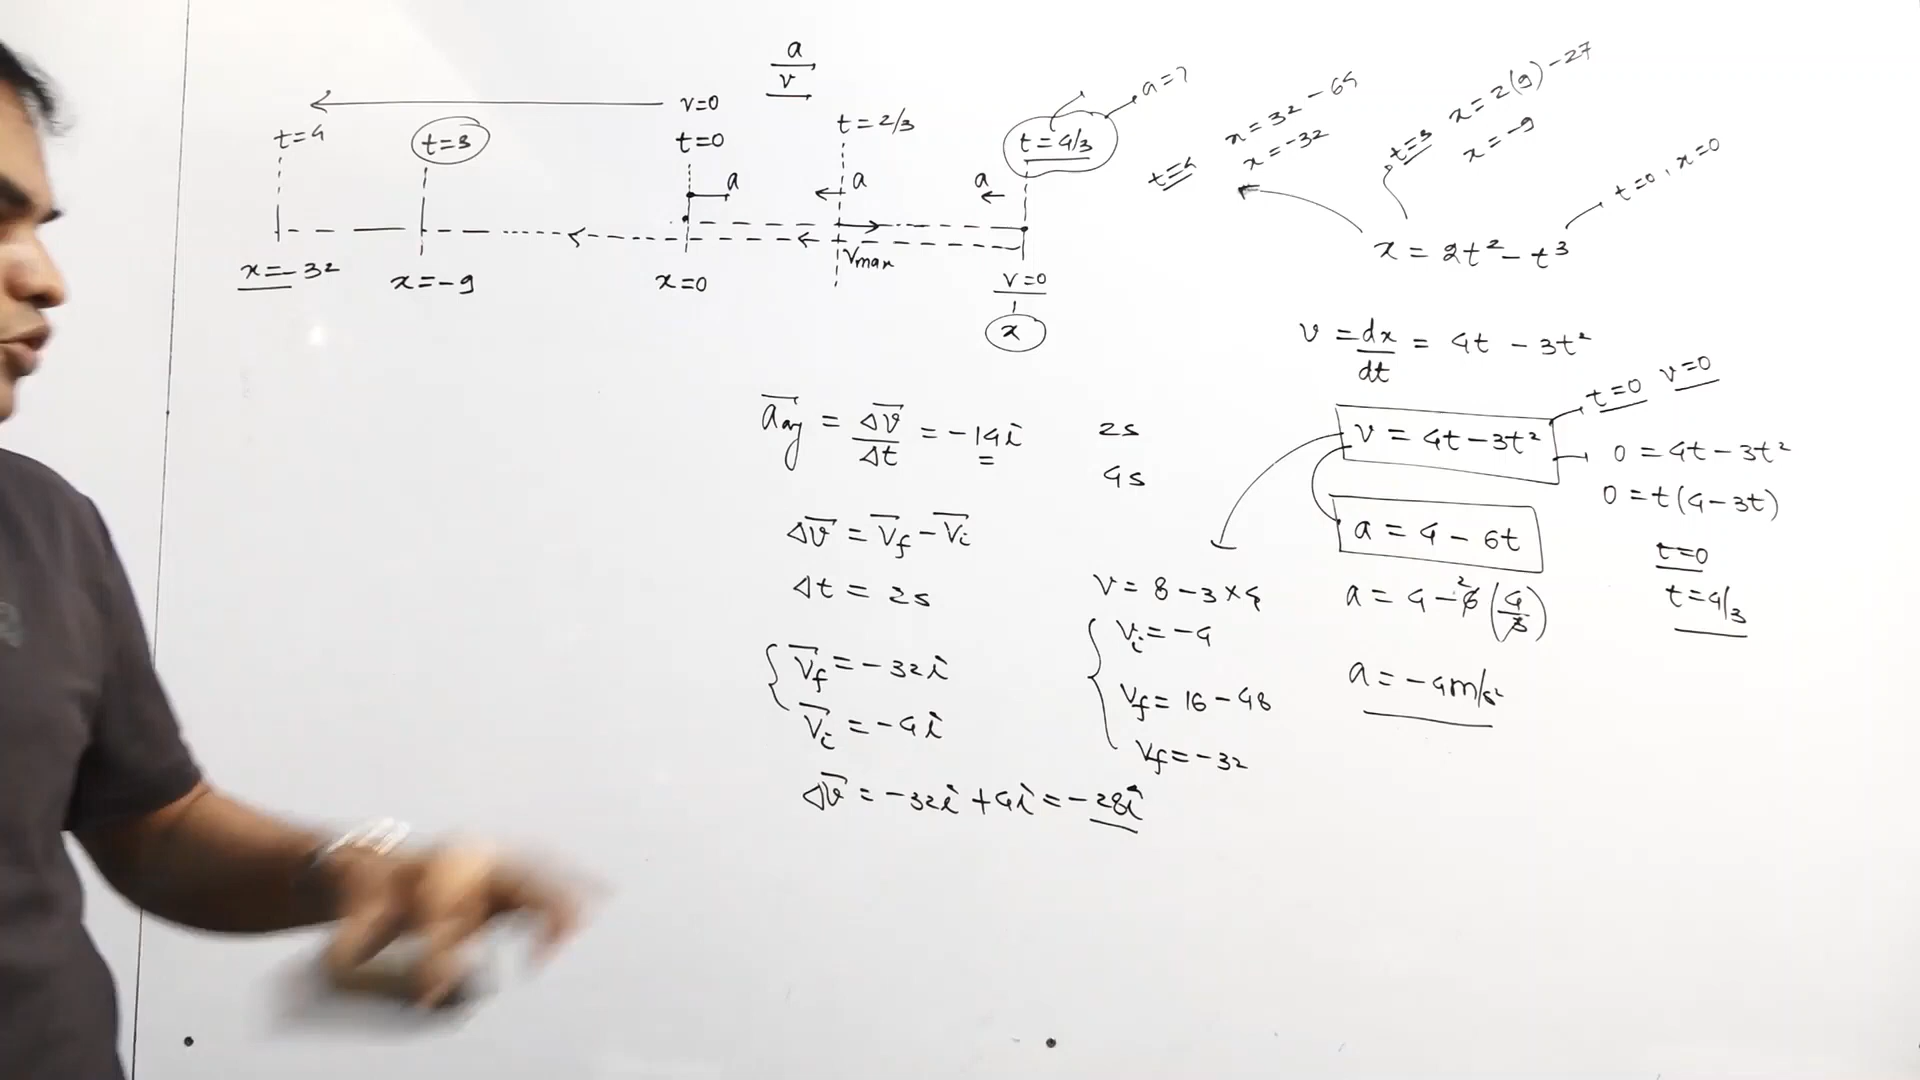 a
v
v=0
t=4
t=3
t=0
t=2/3
t=4/3
a=?
a
a
a
x=-32
x=-9
x=0
Vmax
v=0
x
t=4
x=32-64
x=-32
t=3
x=2(9)-27
x=-9
t=0, x=0
x = 2t² - t³
v = dx/dt = 4t - 3t²
t=0 v=0
v = 4t-3t²
0 = 4t-3t²
0 = t(4-3t)
t=0
t=4/3
a = 4 - 6t
a = 4-6(4/3)
2
a = -4m/s²
aav = Δv/Δt = -14î
2s
4s
Δv = Vf - Vi
Δt = 2s
v = 8-3×4
Vi = -4
Vf = 16-48
Vf = -32
Vf = -32î
Vi = -4î
Δv = -32î + 4î = -28î